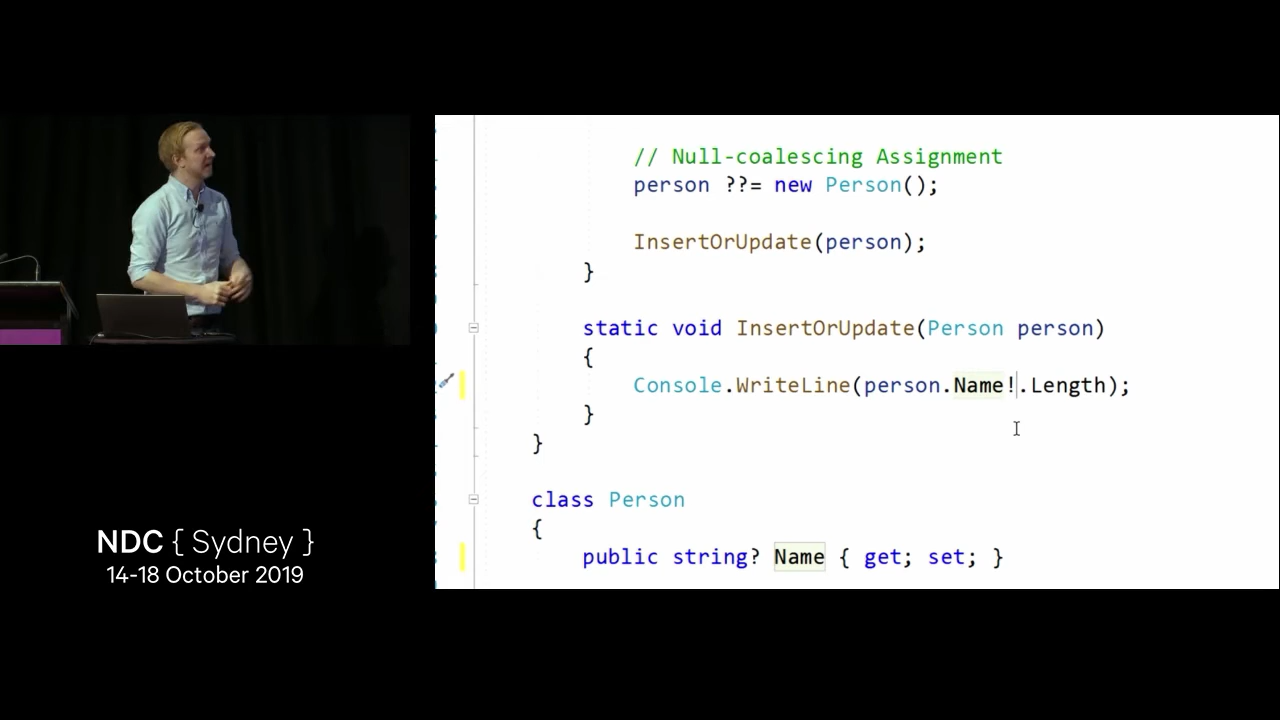 // Null-coalescing Assignment
person ??= new Person();
InsertOrUpdate(person);
}
static void InsertOrUpdate(Person person)
{
Console.WriteLine(person.Name!.Length);
}
}
class Person
{
public string? Name { get; set; }
NDC { Sydney }
14-18 October 2019